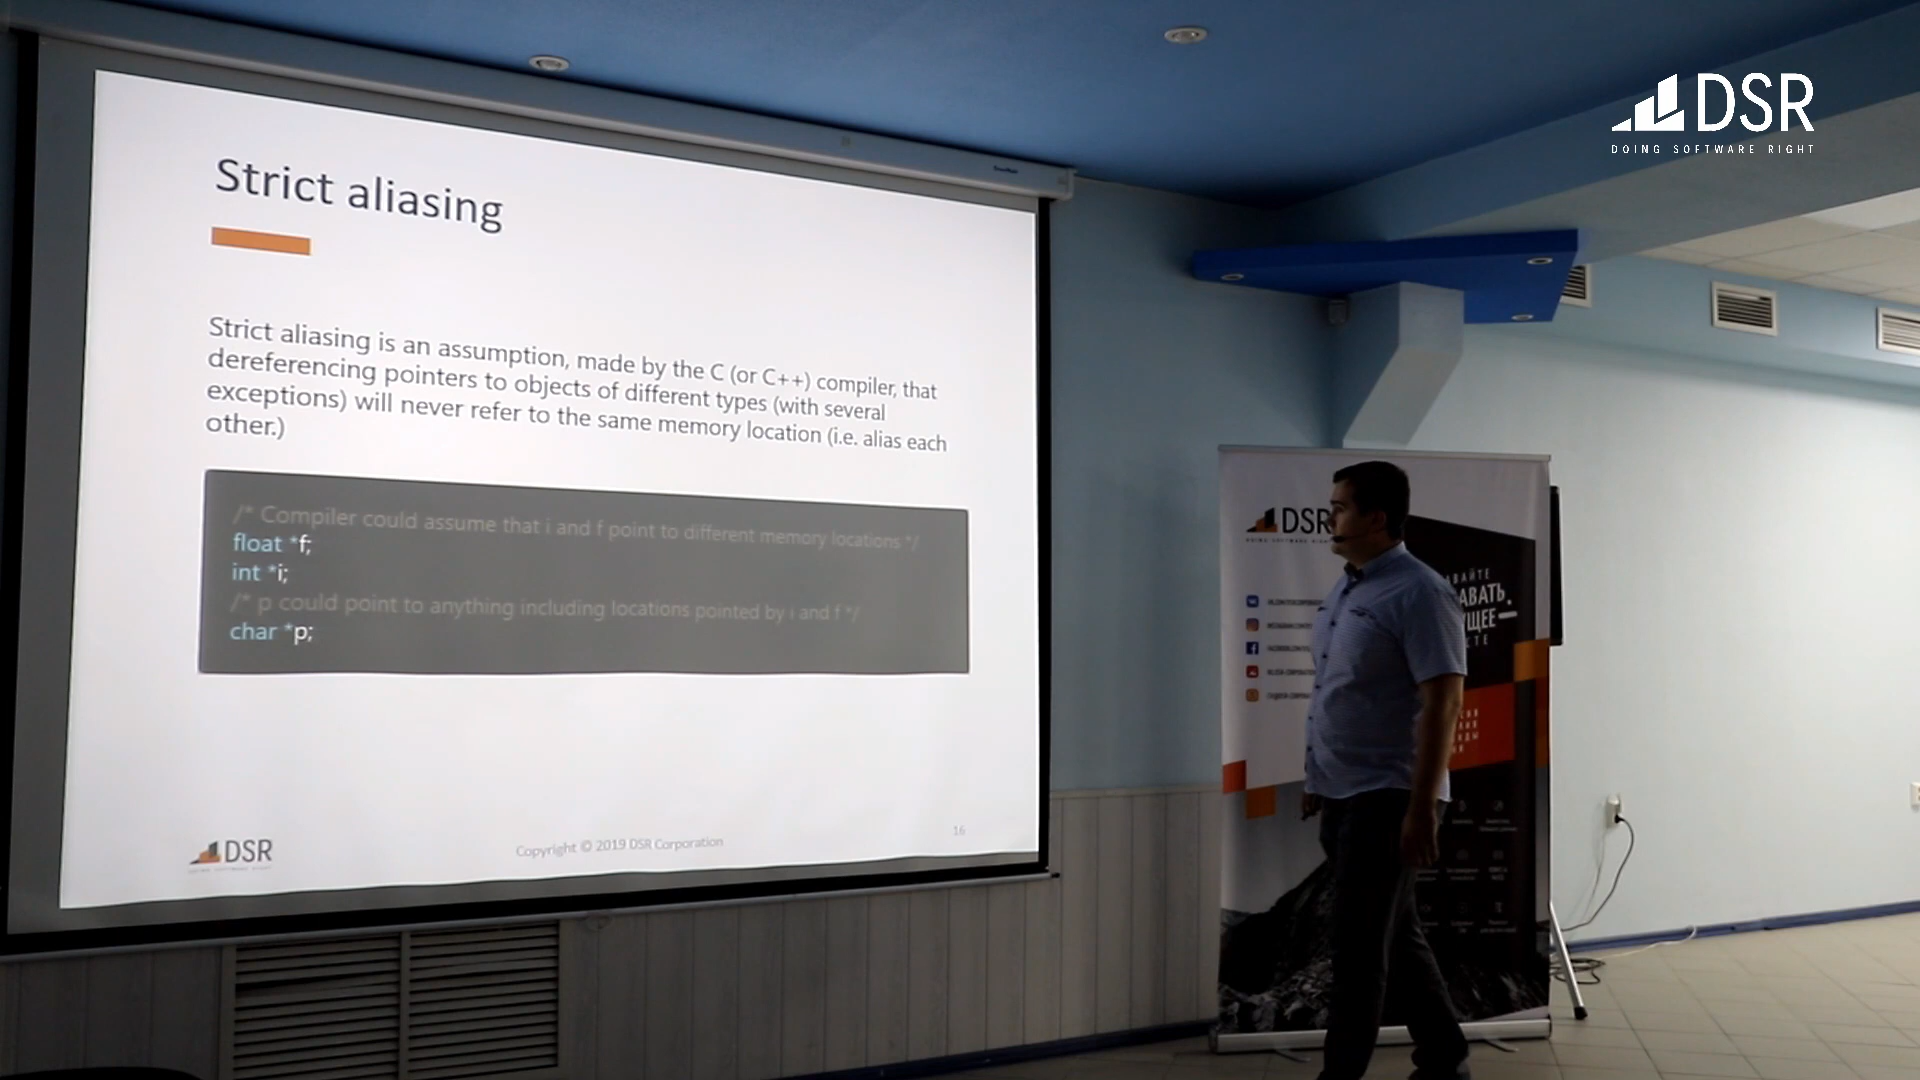 Strict aliasing
Strict aliasing is an assumption, made by the C (or C++) compiler, that
dereferencing pointers to objects of different types (with several
exceptions) will never refer to the same memory location (i.e. alias each
other.)
/* Compiler could assume that i and f point to different memory locations */
float *f;
int *i;
/* p could point to anything including locations pointed by i and f */
char *p;
DSR
Copyright © 2019 DSR Corporation
16
DSR
DOING SOFTWARE RIGHT
DSR